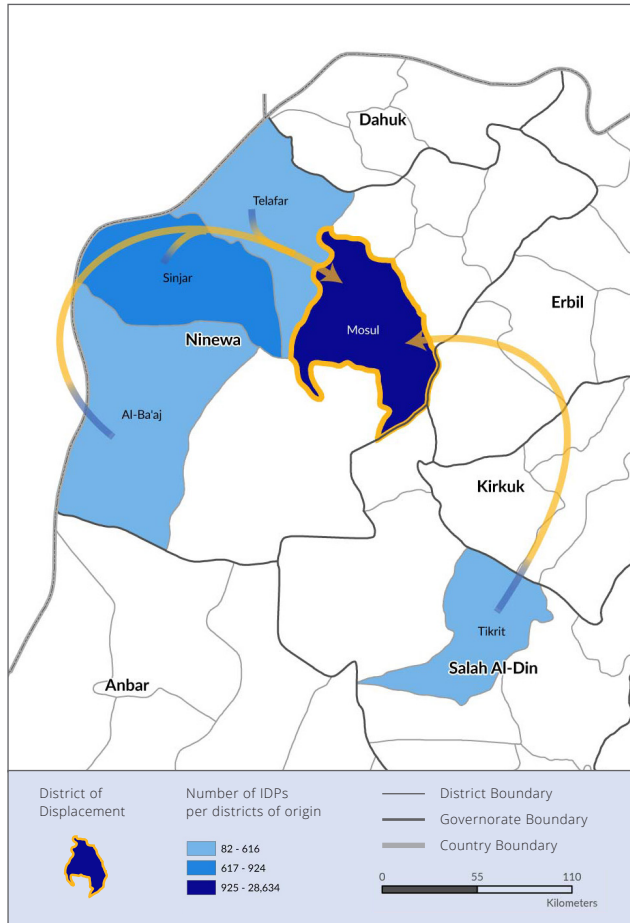 Dahuk
Telafar
Sinjar
Erbil
Mosul
Ninewa
Al-Ba'aj
Kirkuk
Tikrit
Salah Al-Din
Anbar
District of
Displacement
Number of IDPs
per districts of origin
82 - 616
617 - 924
925 - 28,634
District Boundary
Governorate Boundary
Country Boundary
0 55 110
Kilometers